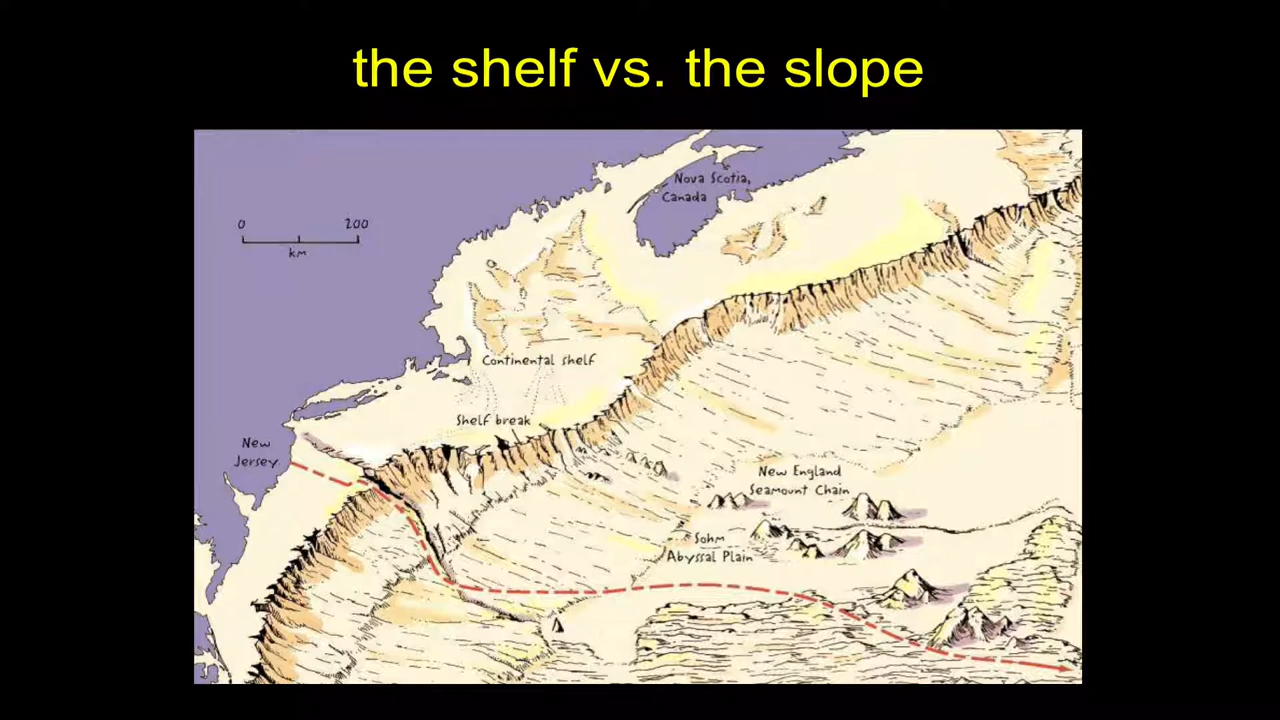 the shelf vs. the slope
Nova Scotia,
Canada
0 200
km
Continental shelf
Shelf break
New
Jersey
New England
Seamount Chain
Sohm
Abyssal Plain